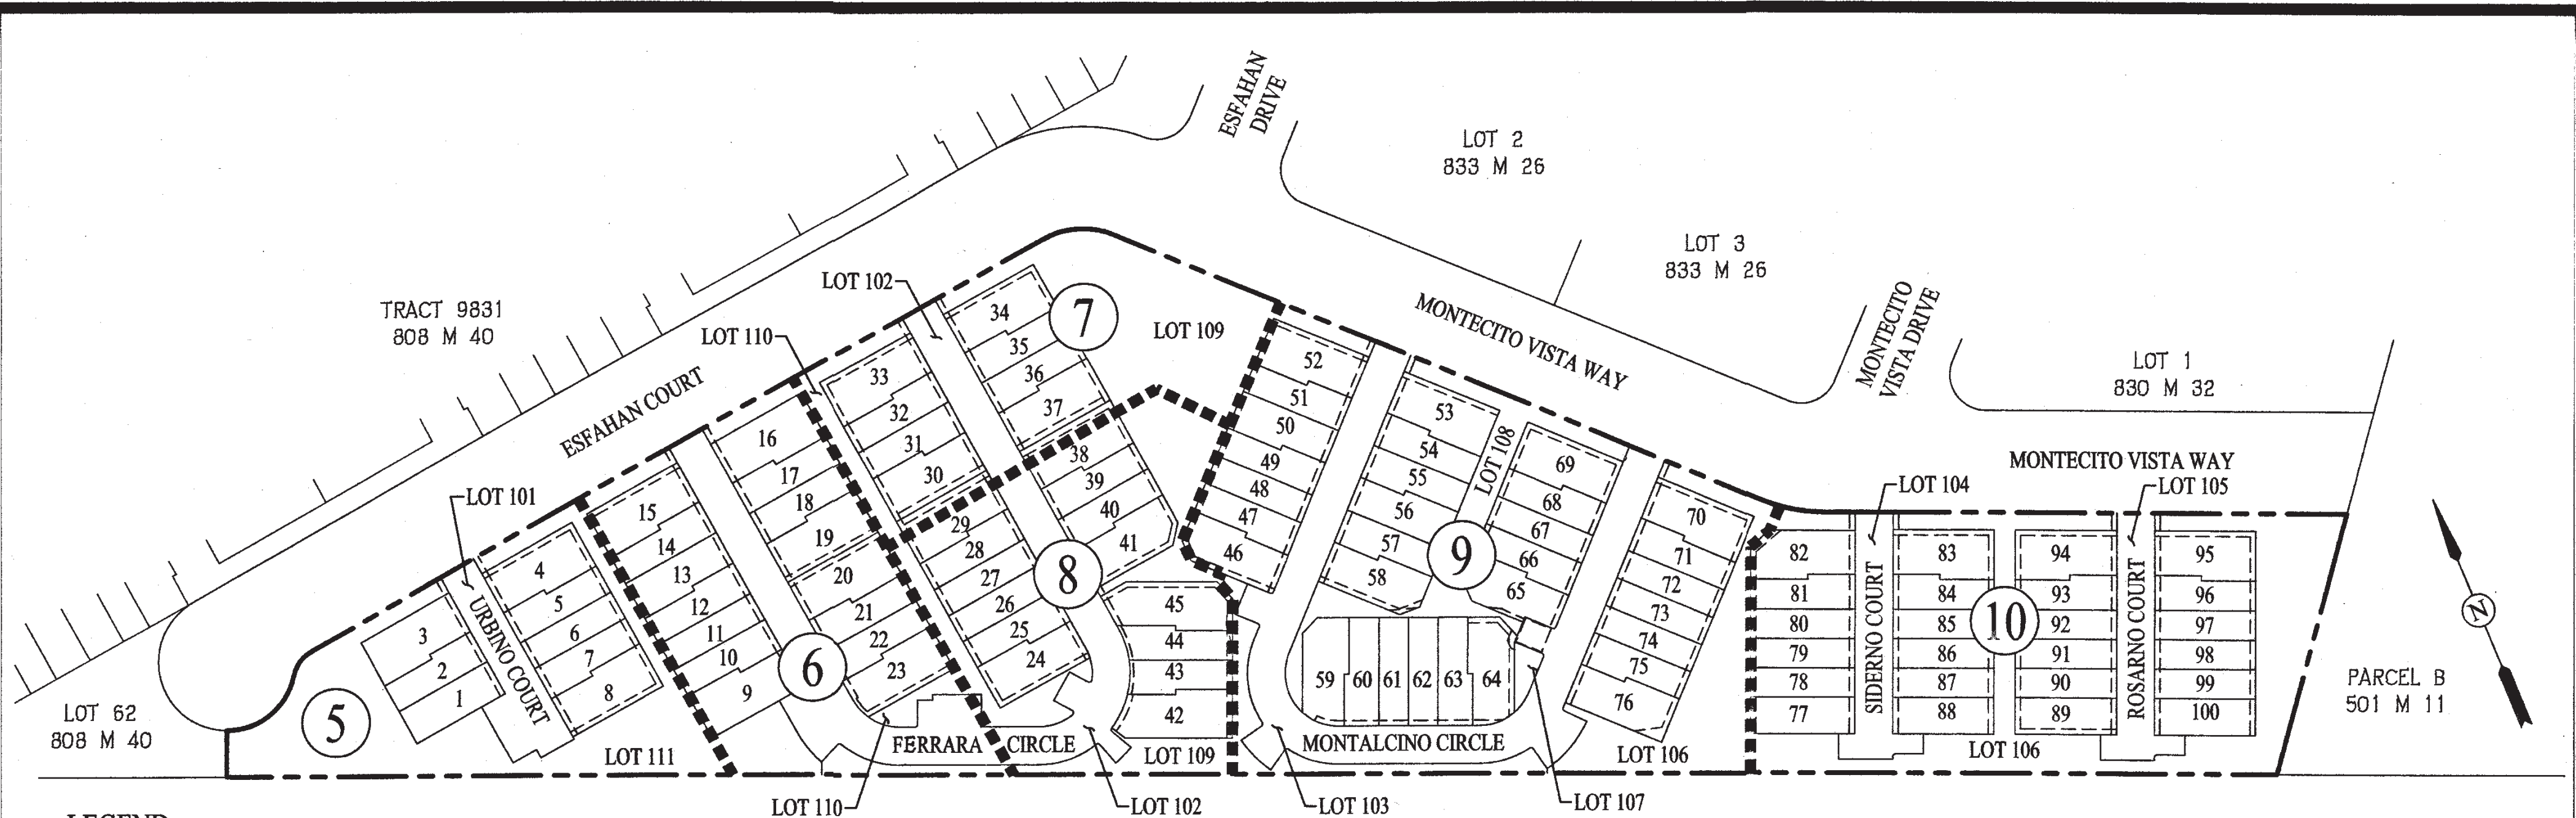 ESFAHAN
DRIVE
LOT 2
833 M 26
LOT 3
833 M 26
TRACT 9831
808 M 40
LOT 102
LOT 110
7
LOT 109
MONTECITO VISTA WAY
MONTECITO
VISTA DRIVE
LOT 1
830 M 32
ESFAHAN COURT
MONTECITO VISTA WAY
LOT 101
LOT 104
LOT 105
URBINO COURT
3
2
1
4
5
6
7
8
15
14
13
12
11
10
9
16
17
18
19
20
21
22
23
33
32
31
30
29
28
27
26
25
24
34
35
36
37
38
39
40
41
45
44
43
42
52
51
50
49
48
47
46
53
54
55
56
57
58
LOT 108
69
68
67
66
65
59
60
61
62
63
64
70
71
72
73
74
75
76
82
81
80
79
78
77
SIDERNO COURT
83
84
85
86
87
88
94
93
92
91
90
89
ROSARNO COURT
95
96
97
98
99
100
5
6
8
9
10
N
LOT 62
808 M 40
LOT 111
FERRARA CIRCLE
LOT 109
MONTALCINO CIRCLE
LOT 106
LOT 106
PARCEL B
501 M 11
LOT 110
LOT 102
LOT 103
LOT 107
LEGEND